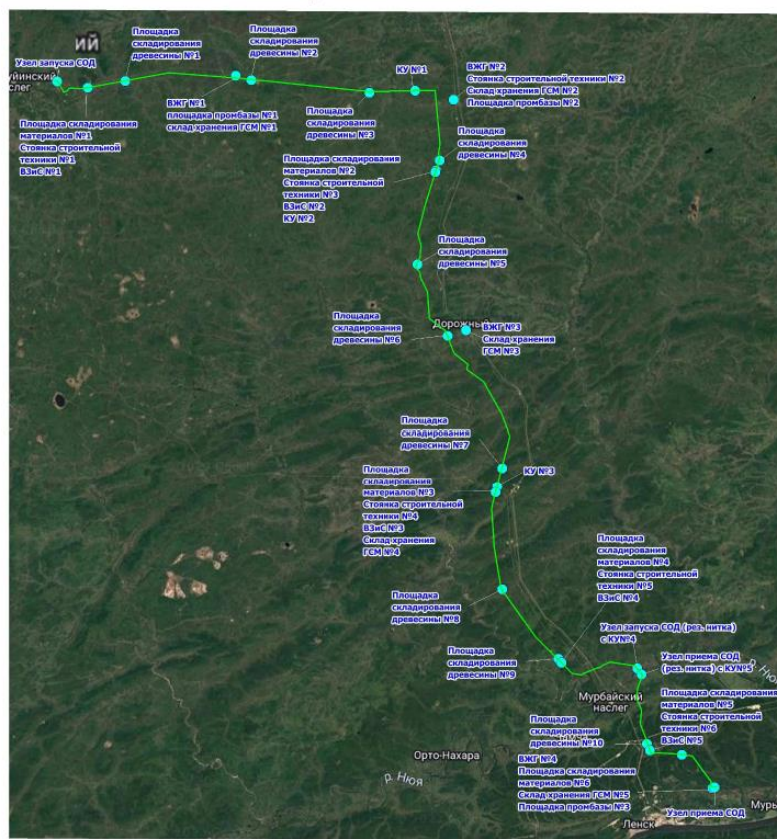 ИЙ
Узел запуска СОД
уйинский
слег
Площадка
складирования
древесины №1
Площадка
складирования
древесины №2
Площадка складирования
материалов №1
Стоянка строительной
техники №1
ВЗиС №1
ВЖГ №1
площадка промбазы №1
склад хранения ГСМ №1
Площадка
складирования
древесины №3
КУ №1
ВЖГ №2
Стоянка строительной техники №2
Склад хранения ГСМ №2
Площадка промбазы №2
Площадка
складирования
древесины №4
Площадка складирования
материалов №2
Стоянка строительной
техники №3
ВЗиС №2
КУ №2
Площадка
складирования
древесины №5
Площадка
складирования
древесины №6
Дорожный
ВЖГ №3
Склад хранения
ГСМ №3
Площадка
складирования
древесины №7
КУ №3
Площадка
складирования
материалов №3
Стоянка строительной
техники №4
ВЗиС №3
Склад хранения
ГСМ №4
Площадка
складирования
древесины №8
Площадка
складирования
материалов №4
Стоянка строительной
техники №5
ВЗиС №4
Узел запуска СОД (рез. нитка)
с КУ№4
Площадка
складирования
древесины №9
Узел приема СОД
(рез. нитка) с КУ№5
р. Нюя
Мурбайский
наслег
Площадка складирования
материалов №5
Стоянка строительной
техники №6
ВЗиС №5
Площадка
складирования
древесины №10
Орто-Нахара
р. Нюя
ВЖГ №4
Площадка складирования
материалов №6
Склад хранения ГСМ №5
Площадка промбазы №3
Узел приема СОД
Мурь
Ленск